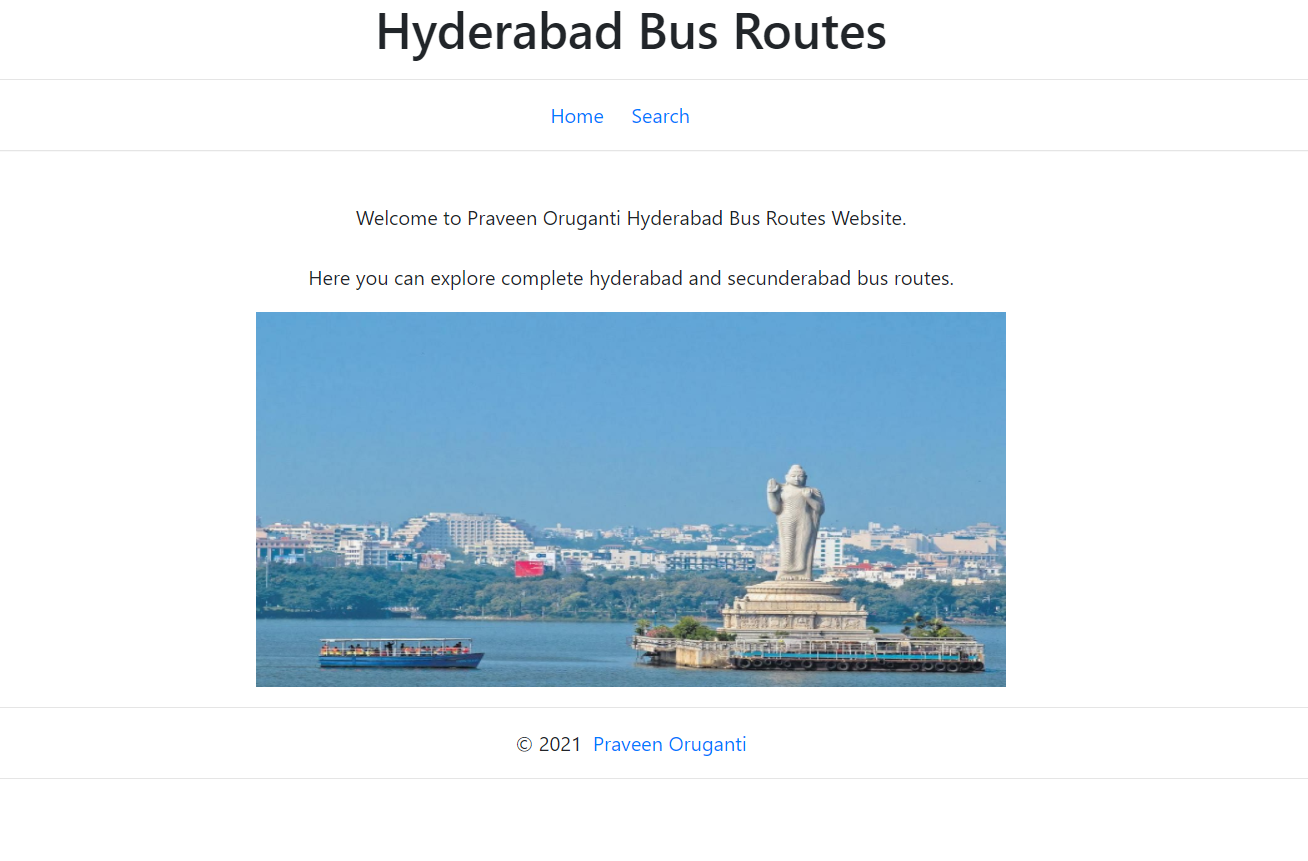 Hyderabad Bus Routes
Home Search
Welcome to Praveen Oruganti Hyderabad Bus Routes Website.
Here you can explore complete hyderabad and secunderabad bus routes.
© 2021 Praveen Oruganti